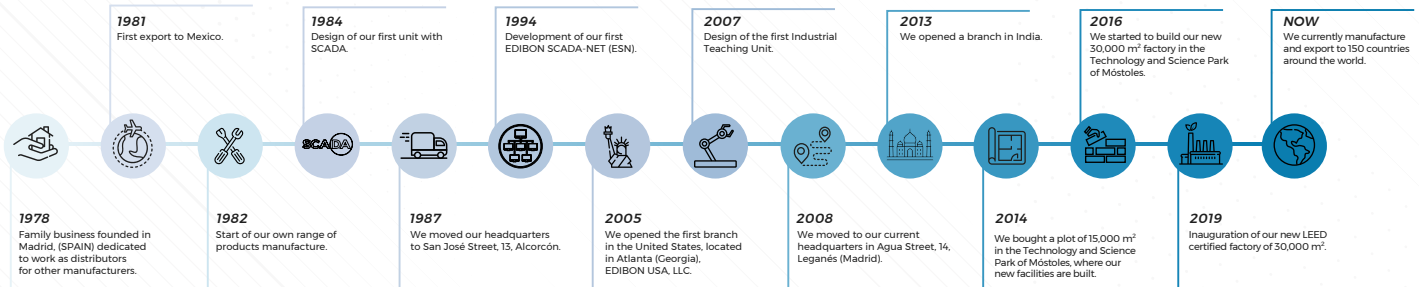 1978
Family business founded in
Madrid, (SPAIN) dedicated
to work as distributors
for other manufacturers.
1981
First export to Mexico.
1982
Start of our own range of
products manufacture.
1984
Design of our first unit with
SCADA.
SCADA
1987
We moved our headquarters
to San José Street, 13, Alcorcón.
1994
Development of our first
EDIBON SCADA-NET (ESN).
2005
We opened the first branch
in the United States, located
in Atlanta (Georgia),
EDIBON USA, LLC.
2007
Design of the first Industrial
Teaching Unit.
2008
We moved to our current
headquarters in Agua Street, 14,
Leganés (Madrid).
2013
We opened a branch in India.
2014
We bought a plot of 15,000 m²
in the Technology and Science
Park of Móstoles, where our
new facilities are built.
2016
We started to build our new
30,000 m² factory in the
Technology and Science Park
of Móstoles.
2019
Inauguration of our new LEED
certified factory of 30,000 m².
NOW
We currently manufacture
and export to 150 countries
around the world.